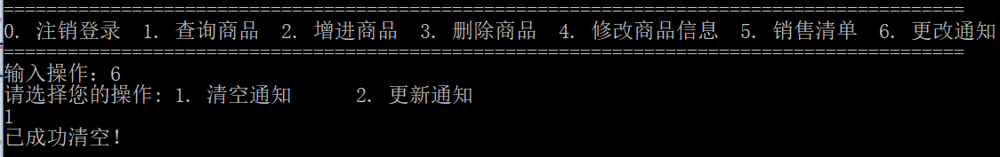 ==========================================================================================
0. 注销登录  1. 查询商品  2. 增进商品  3. 删除商品  4. 修改商品信息  5. 销售清单  6. 更改通知
==========================================================================================
输入操作：6
请选择您的操作: 1. 清空通知      2. 更新通知
1
已成功清空！